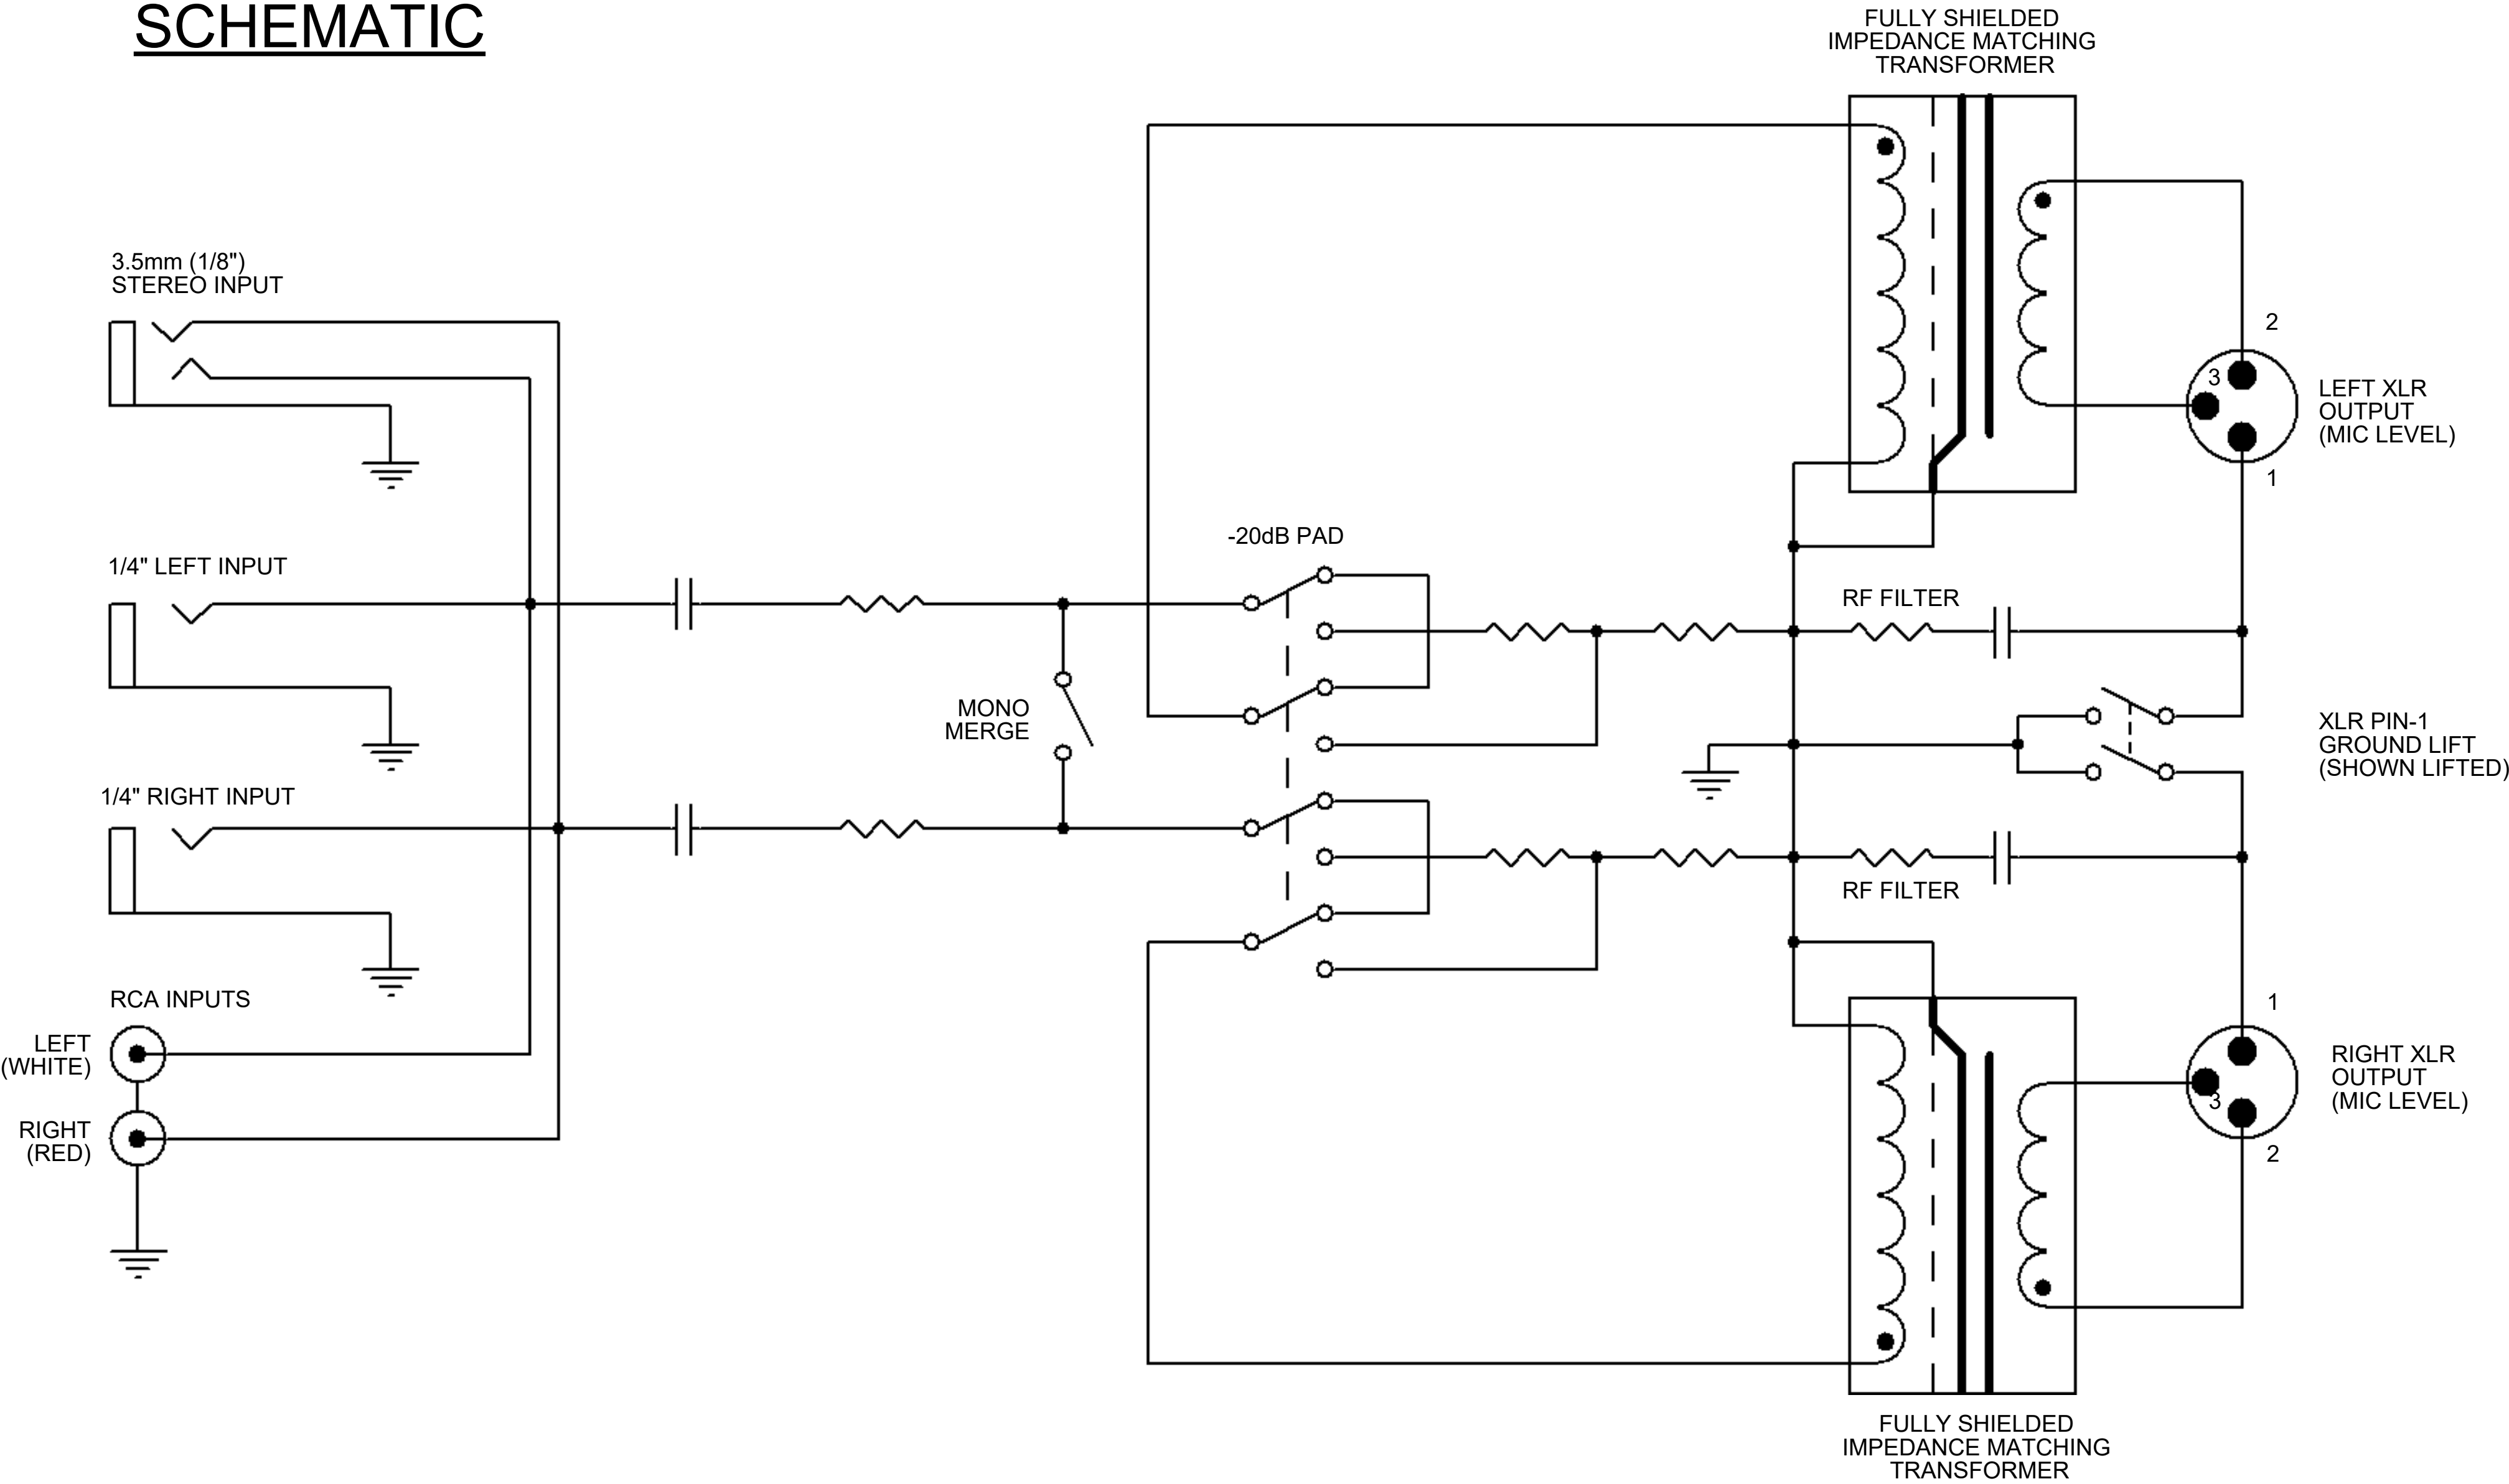 SCHEMATIC
FULLY SHIELDED
IMPEDANCE MATCHING
TRANSFORMER
3.5mm (1/8")
STEREO INPUT
2
3
LEFT XLR
OUTPUT
(MIC LEVEL)
1
-20dB PAD
1/4" LEFT INPUT
RF FILTER
MONO
MERGE
XLR PIN-1
GROUND LIFT
(SHOWN LIFTED)
1/4" RIGHT INPUT
RF FILTER
RCA INPUTS
LEFT
(WHITE)
RIGHT
(RED)
1
3
RIGHT XLR
OUTPUT
(MIC LEVEL)
2
FULLY SHIELDED
IMPEDANCE MATCHING
TRANSFORMER